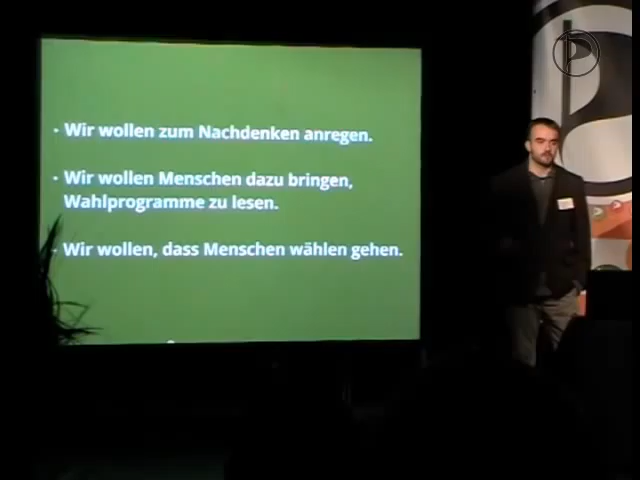 · Wir wollen zum Nachdenken anregen.
· Wir wollen Menschen dazu bringen,
Wahlprogramme zu lesen.
· Wir wollen, dass Menschen wählen gehen.